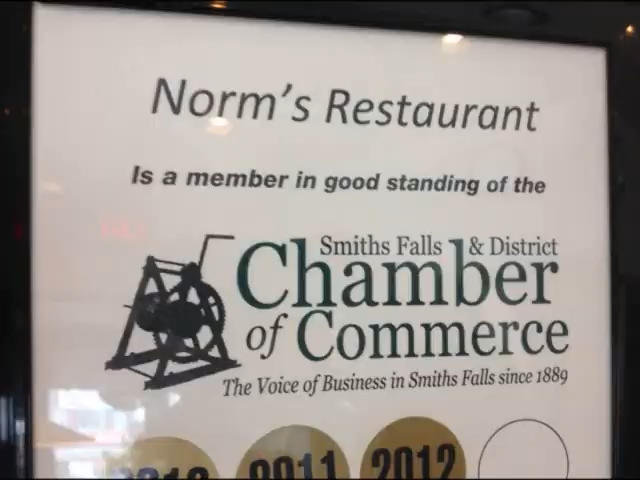 Norm's Restaurant
Is a member in good standing of the
Smiths Falls & District
Chamber
of Commerce
The Voice of Business in Smiths Falls since 1889
2011 2012